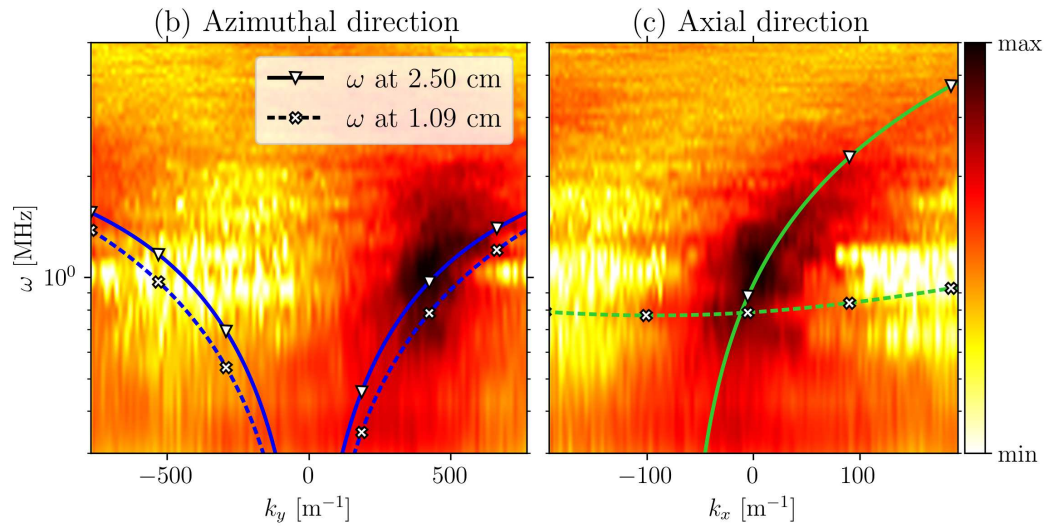 (b) Azimuthal direction
(c) Axial direction
ω at 2.50 cm
ω at 1.09 cm
max
min
ω [MHz]
10⁰
−500
0
500
−100
0
100
k_y [m⁻¹]
k_x [m⁻¹]